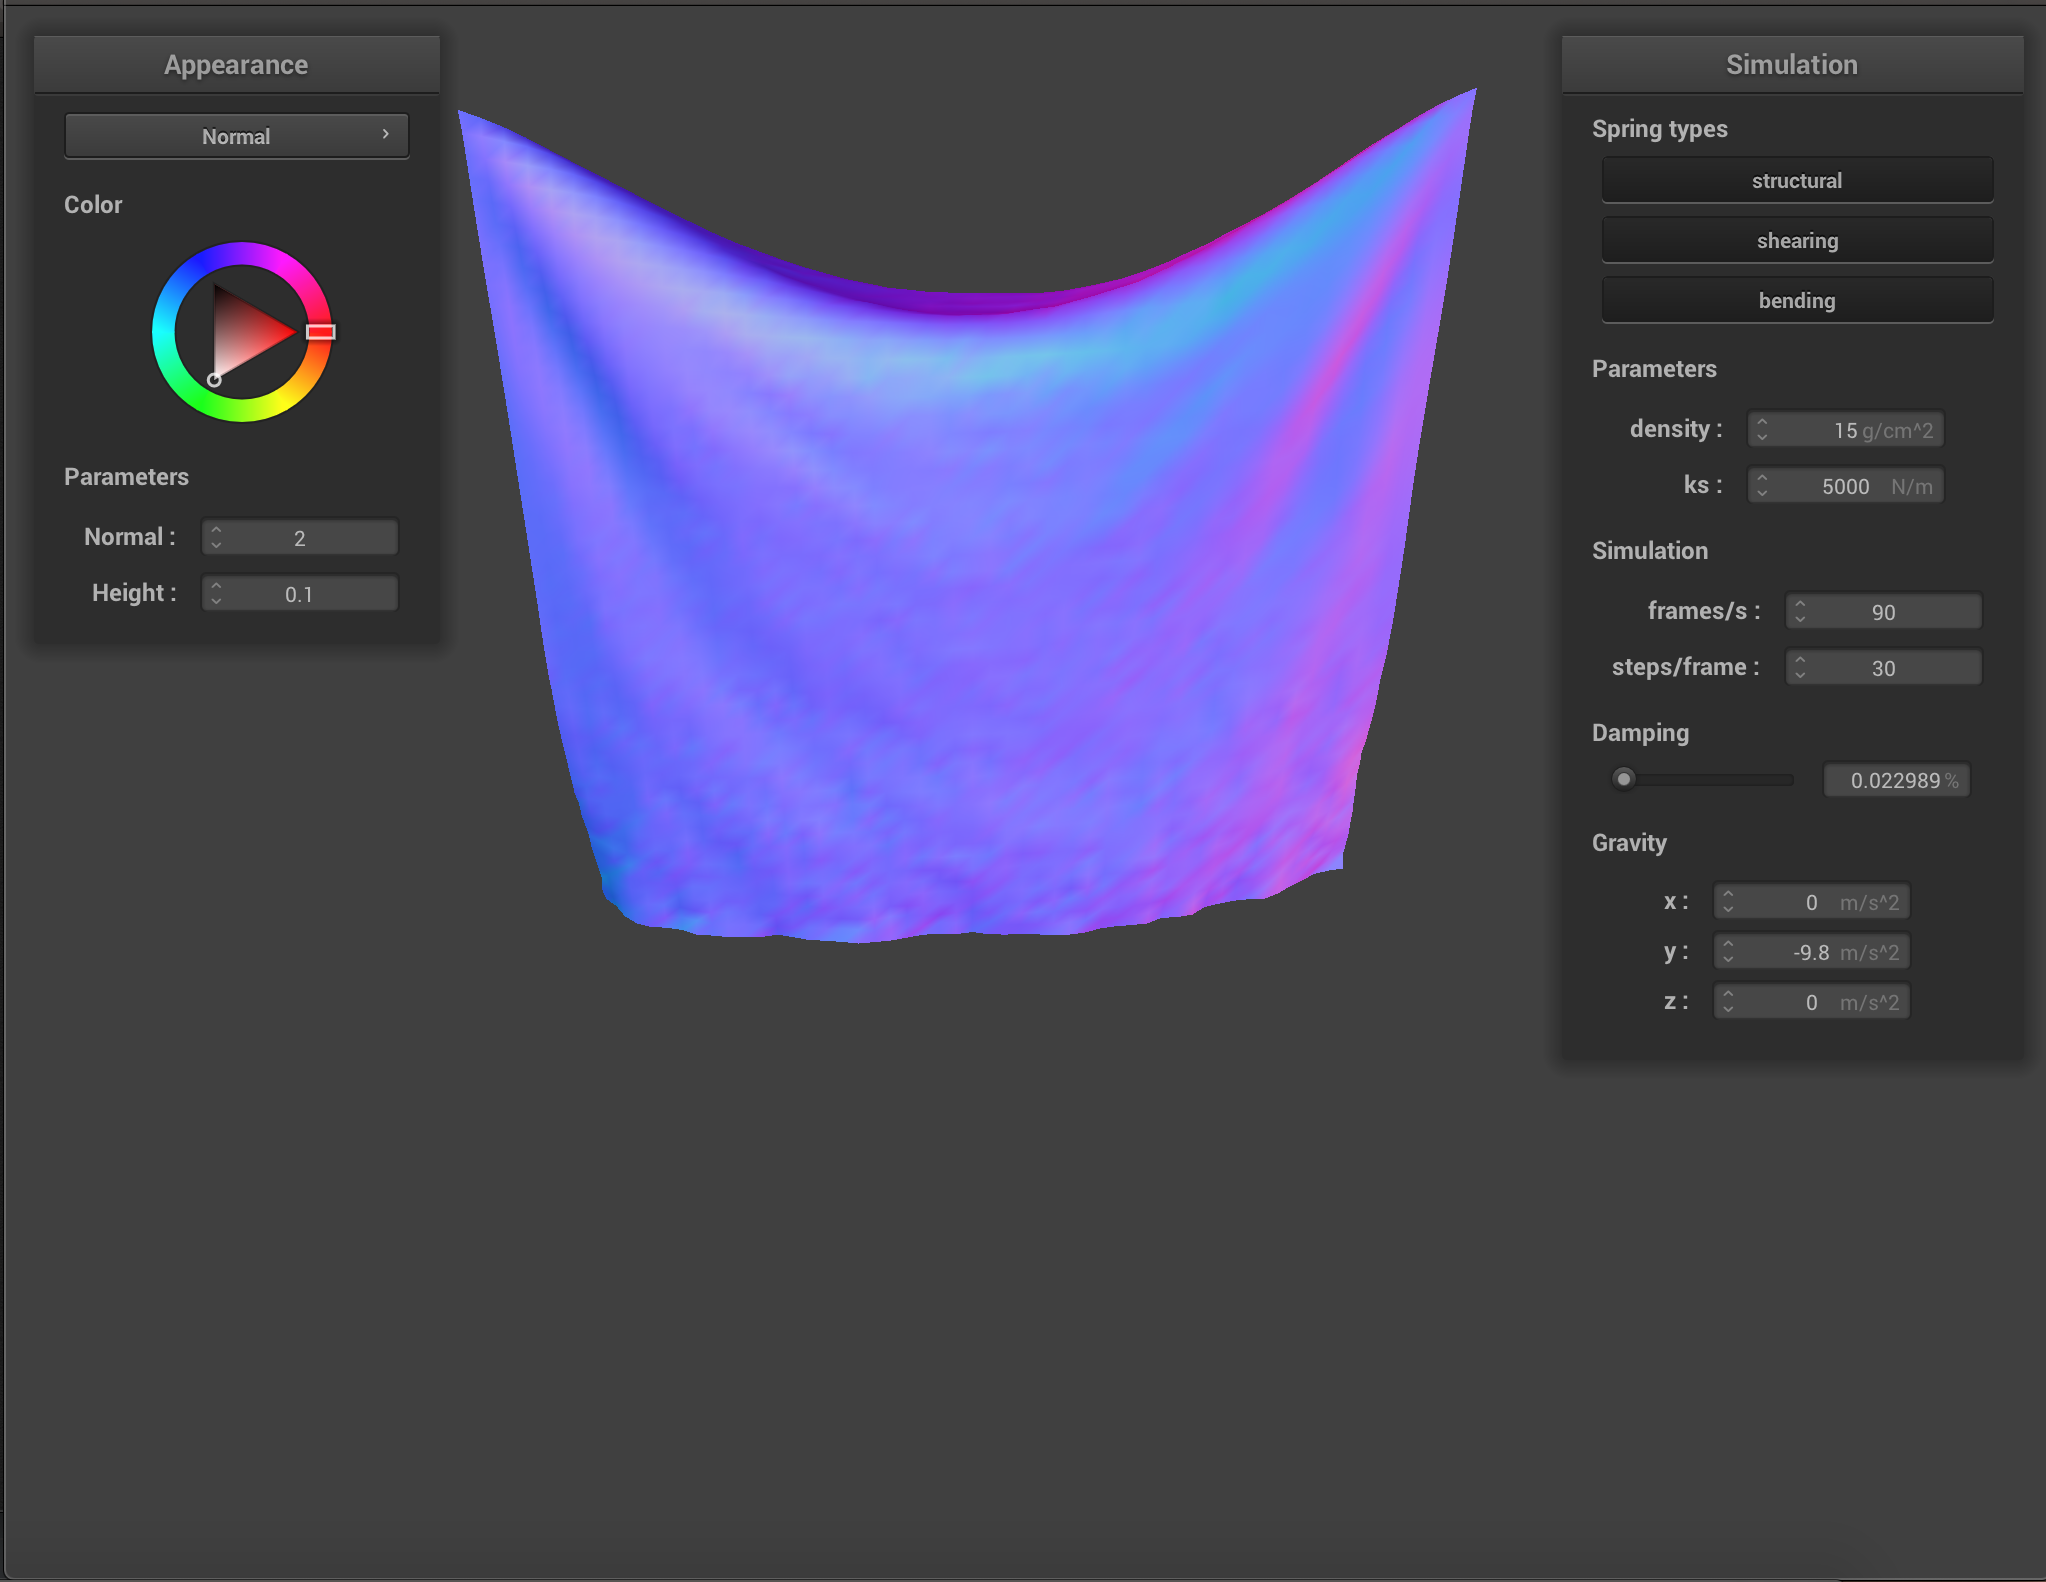 Appearance
Normal
Color
Parameters
Normal :
2
Height :
0.1
Simulation
Spring types
structural
shearing
bending
Parameters
density :
15 g/cm^2
ks :
5000 N/m
Simulation
frames/s :
90
steps/frame :
30
Damping
0.022989 %
Gravity
x :
0 m/s^2
y :
-9.8 m/s^2
z :
0 m/s^2